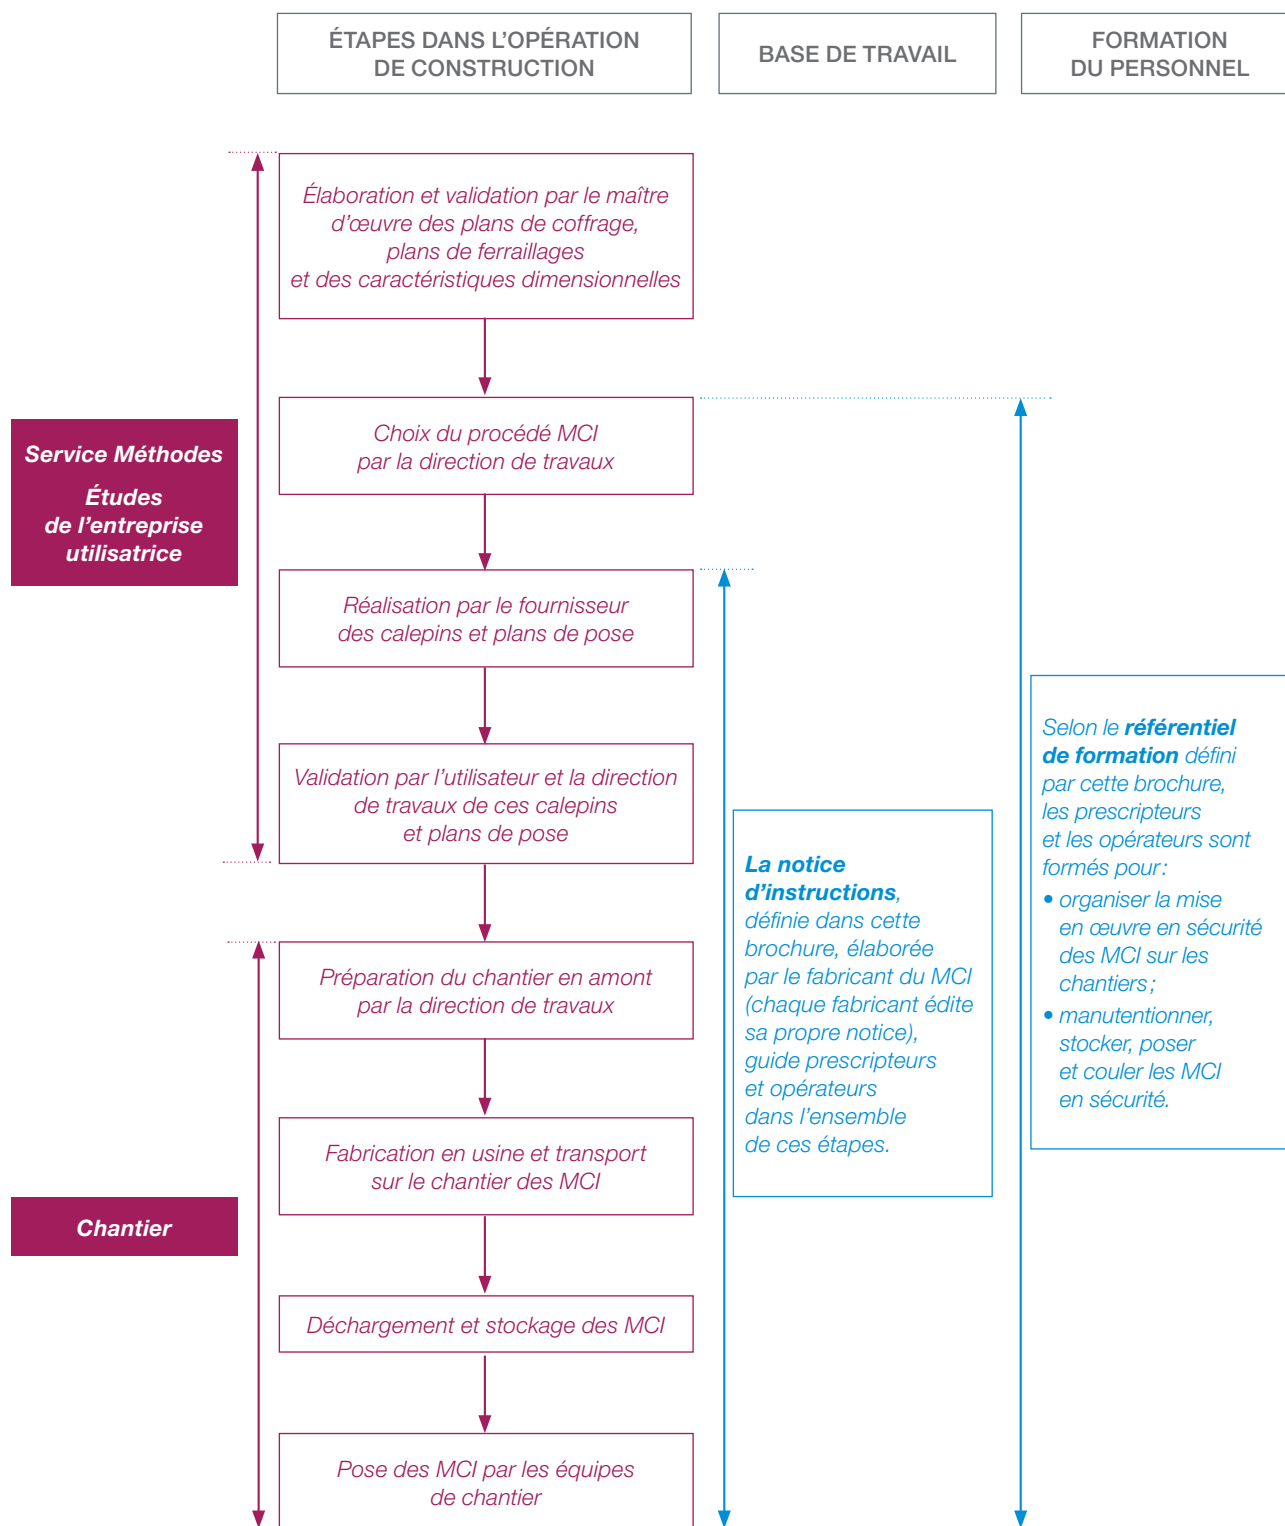 ÉTAPES DANS L’OPÉRATION
DE CONSTRUCTION
BASE DE TRAVAIL
FORMATION
DU PERSONNEL
Élaboration et validation par le maître
d’œuvre des plans de coffrage,
plans de ferraillages
et des caractéristiques dimensionnelles
Choix du procédé MCI
par la direction de travaux
Service Méthodes
Études
de l’entreprise
utilisatrice
Réalisation par le fournisseur
des calepins et plans de pose
Validation par l’utilisateur et la direction
de travaux de ces calepins
et plans de pose
Préparation du chantier en amont
par la direction de travaux
Fabrication en usine et transport
sur le chantier des MCI
Chantier
Déchargement et stockage des MCI
Pose des MCI par les équipes
de chantier
La notice
d’instructions,
définie dans cette
brochure, élaborée
par le fabricant du MCI
(chaque fabricant édite
sa propre notice),
guide prescripteurs
et opérateurs
dans l’ensemble
de ces étapes.
Selon le référentiel
de formation défini
par cette brochure,
les prescripteurs
et les opérateurs sont
formés pour :
• organiser la mise
en œuvre en sécurité
des MCI sur les
chantiers ;
• manutentionner,
stocker, poser
et couler les MCI
en sécurité.